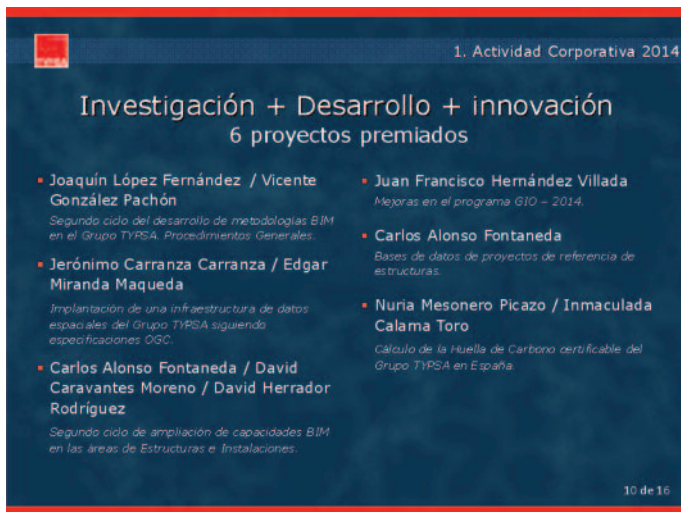 TYPSA
1. Actividad Corporativa 2014
Investigación + Desarrollo + innovación
6 proyectos premiados
▪ Joaquín López Fernández / Vicente
González Pachón
Segundo ciclo del desarrollo de metodologías BIM
en el Grupo TYPSA. Procedimientos Generales.
▪ Jerónimo Carranza Carranza / Edgar
Miranda Maqueda
Implantación de una infraestructura de datos
espaciales del Grupo TYPSA siguiendo
especificaciones OGC.
▪ Carlos Alonso Fontaneda / David
Caravantes Moreno / David Herrador
Rodríguez
Segundo ciclo de ampliación de capacidades BIM
en las áreas de Estructuras e Instalaciones.
▪ Juan Francisco Hernández Villada
Mejoras en el programa GIO – 2014.
▪ Carlos Alonso Fontaneda
Bases de datos de proyectos de referencia de
estructuras.
▪ Nuria Mesonero Picazo / Inmaculada
Calama Toro
Cálculo de la Huella de Carbono certificable del
Grupo TYPSA en España.
10 de 16